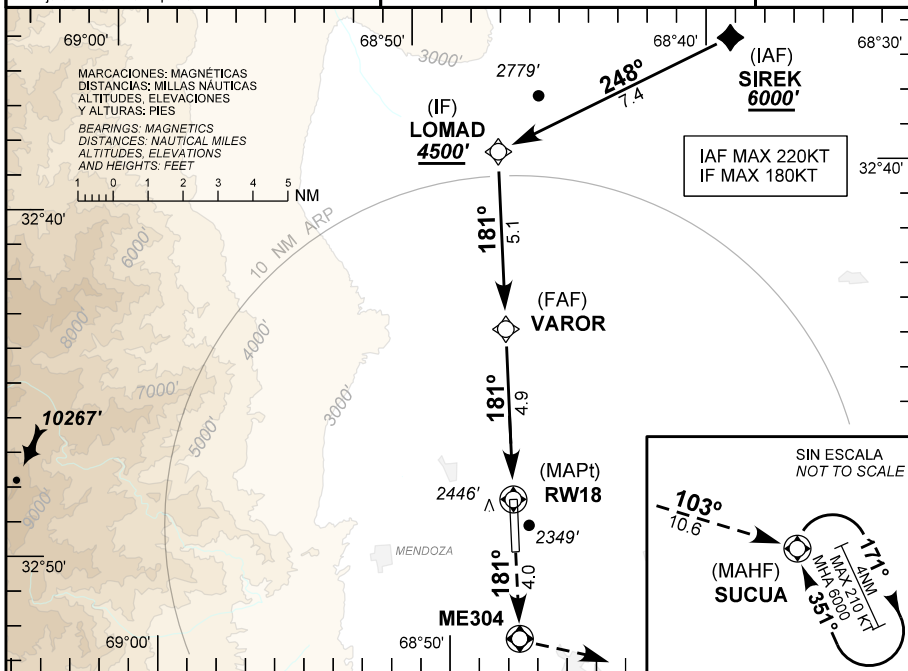 69°00'
68°50'
68°40'
68°30'
MARCACIONES: MAGNÉTICAS
DISTANCIAS: MILLAS NÁUTICAS
ALTITUDES, ELEVACIONES
Y ALTURAS: PIES
BEARINGS: MAGNETICS
DISTANCES: NAUTICAL MILES
ALTITUDES, ELEVATIONS
AND HEIGHTS: FEET
1 0 1 2 3 4 5 NM
3000'
2779'
248°
7.4
(IAF)
SIREK
6000'
(IF)
LOMAD
4500'
IAF MAX 220KT
IF MAX 180KT
32°40'
32°40'
10 NM ARP
181°
5.1
6000'
8000'
4000'
(FAF)
VAROR
7000'
5000'
3000'
181°
4.9
10267'
9000'
2446'
(MAPt)
RW18
2349'
MENDOZA
32°50'
181°
4.0
ME304
69°00'
68°50'
SIN ESCALA
NOT TO SCALE
103°
10.6
(MAHF)
SUCUA
171°
4NM
MAX 210 KT
MHA 6000
351°